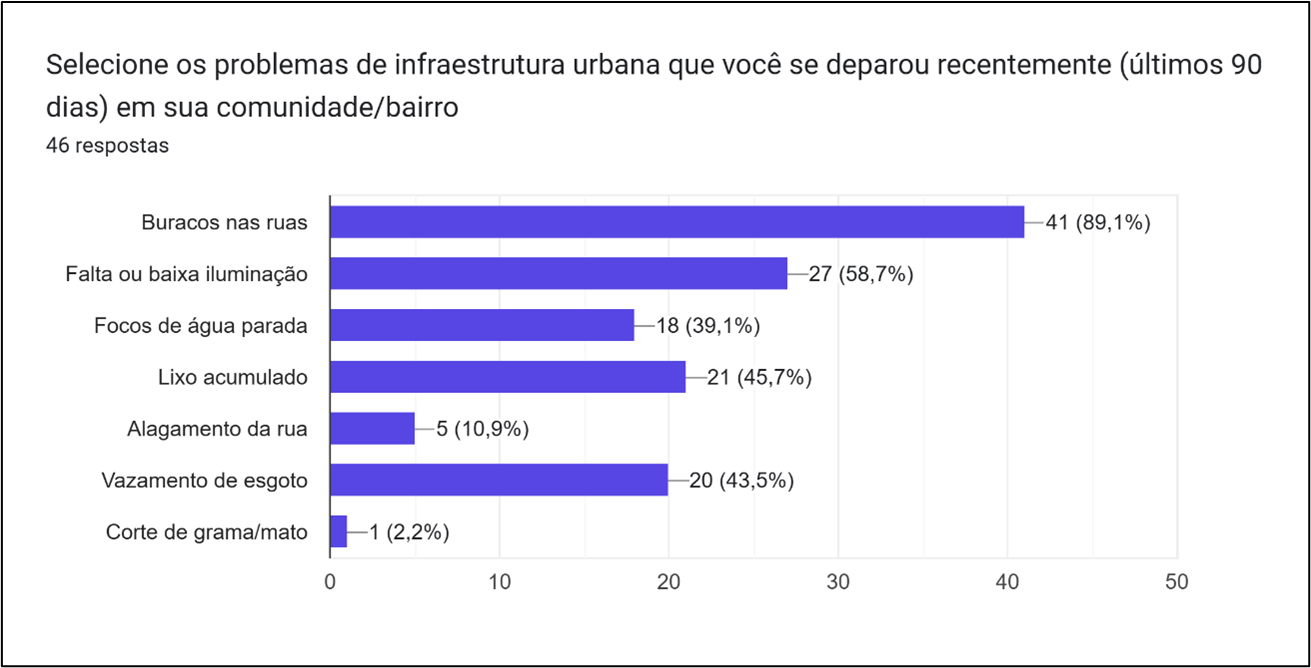 Selecione os problemas de infraestrutura urbana que você se deparou recentemente (últimos 90
dias) em sua comunidade/bairro
46 respostas
Buracos nas ruas 41 (89,1%)
Falta ou baixa iluminação 27 (58,7%)
Focos de água parada 18 (39,1%)
Lixo acumulado 21 (45,7%)
Alagamento da rua 5 (10,9%)
Vazamento de esgoto 20 (43,5%)
Corte de grama/mato 1 (2,2%)
0 10 20 30 40 50